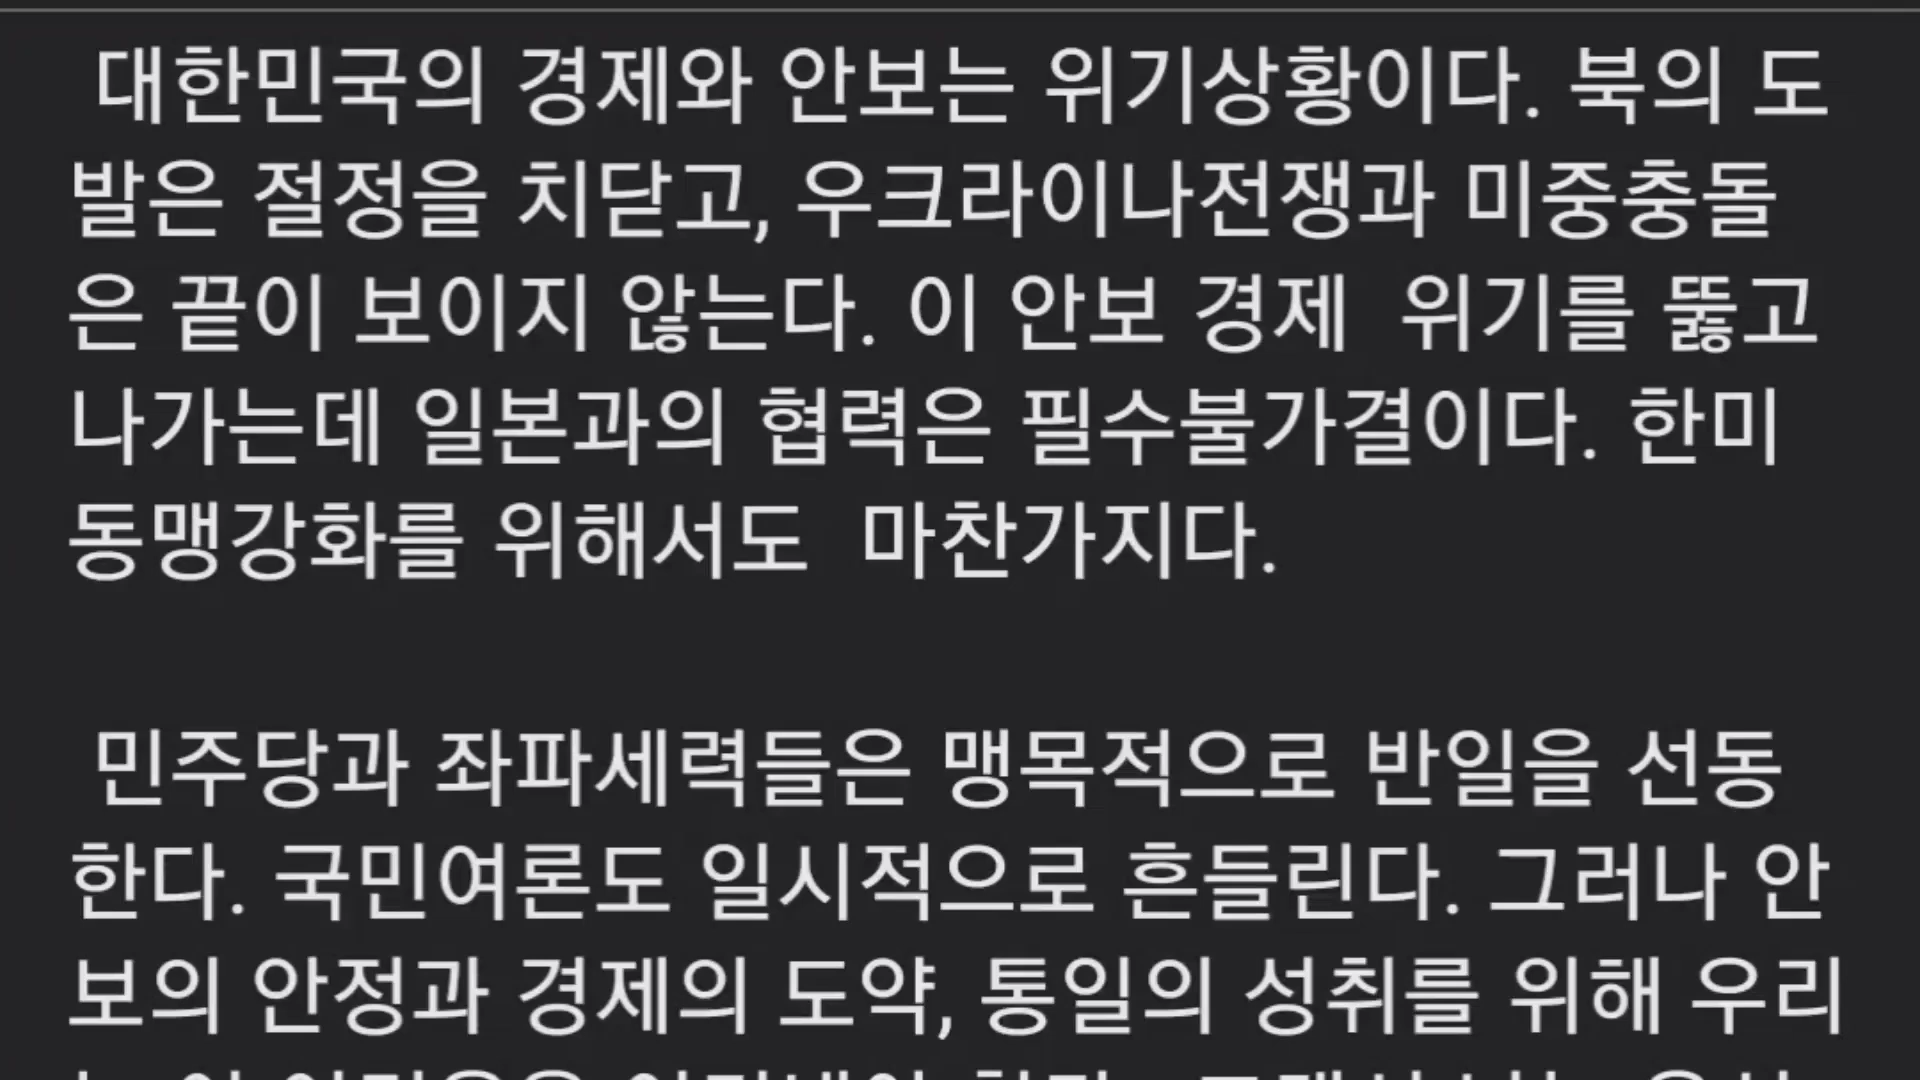 대한민국의 경제와 안보는 위기상황이다. 북의 도
발은 절정을 치닫고, 우크라이나전쟁과 미중충돌
은 끝이 보이지 않는다. 이 안보 경제  위기를 뚫고
나가는데 일본과의 협력은 필수불가결이다. 한미
동맹강화를 위해서도  마찬가지다.
민주당과 좌파세력들은 맹목적으로 반일을 선동
한다. 국민여론도 일시적으로 흔들린다. 그러나 안
보의 안정과 경제의 도약, 통일의 성취를 위해 우리